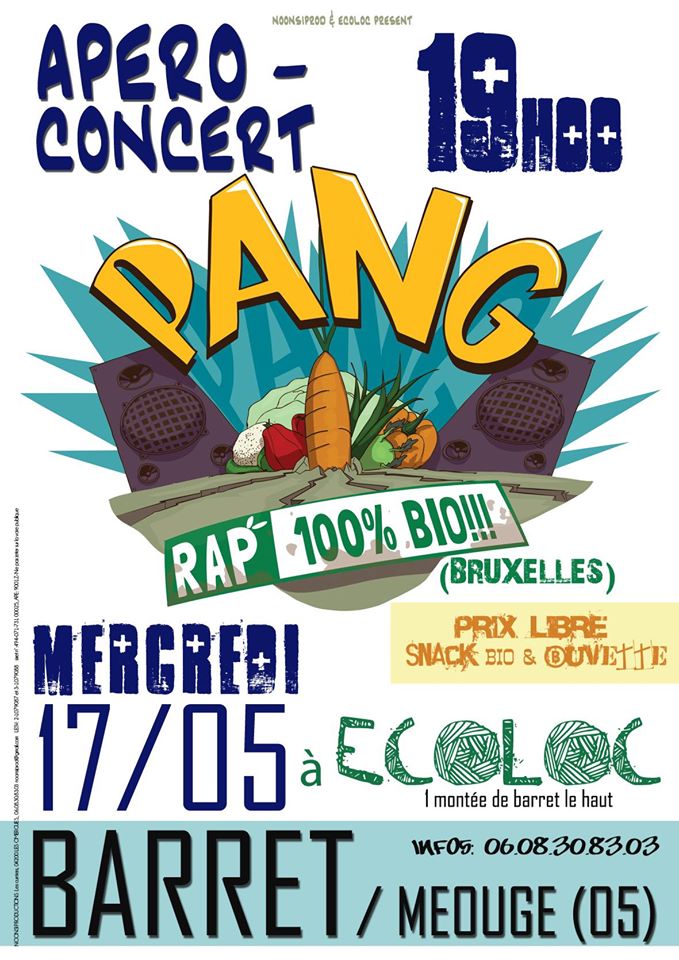 NOONSIPROD & ECOLOC PRESENT
APERO -
CONCERT
19H00
PANG
RAP 100% BIO!!!
(BRUXELLES)
PRIX LIBRE
SNACK BIO & BUVETTE
MERCREDI
17/05 à ECOLOC
1 montée de barret le haut
INFOS: 06.08.30.83.03
BARRET / MEOUGE (05)